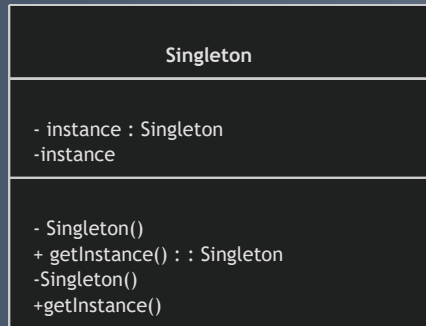 Singleton
- instance : Singleton
-instance
- Singleton()
+ getInstance() : : Singleton
-Singleton()
+getInstance()